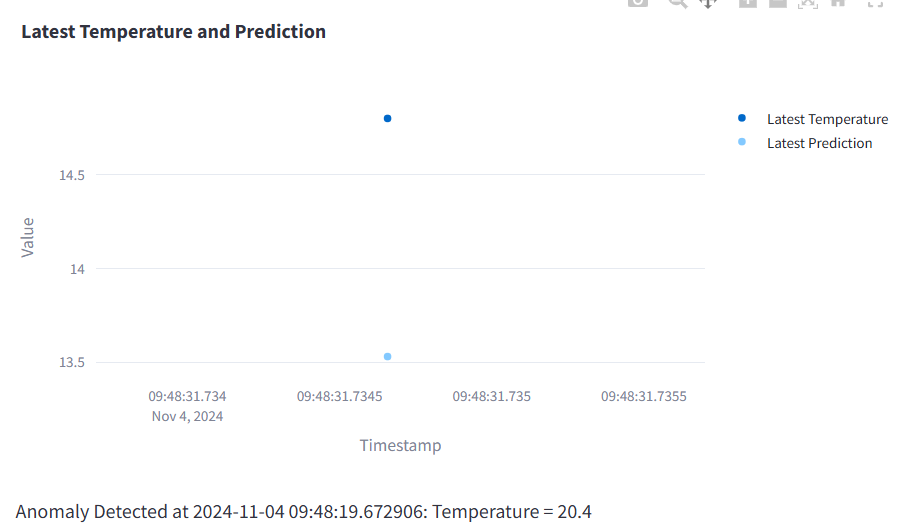 Latest Temperature and Prediction
Latest Temperature
Latest Prediction
Value
14.5
14
13.5
09:48:31.734 09:48:31.7345 09:48:31.735 09:48:31.7355
Nov 4, 2024
Timestamp
Anomaly Detected at 2024-11-04 09:48:19.672906: Temperature = 20.4